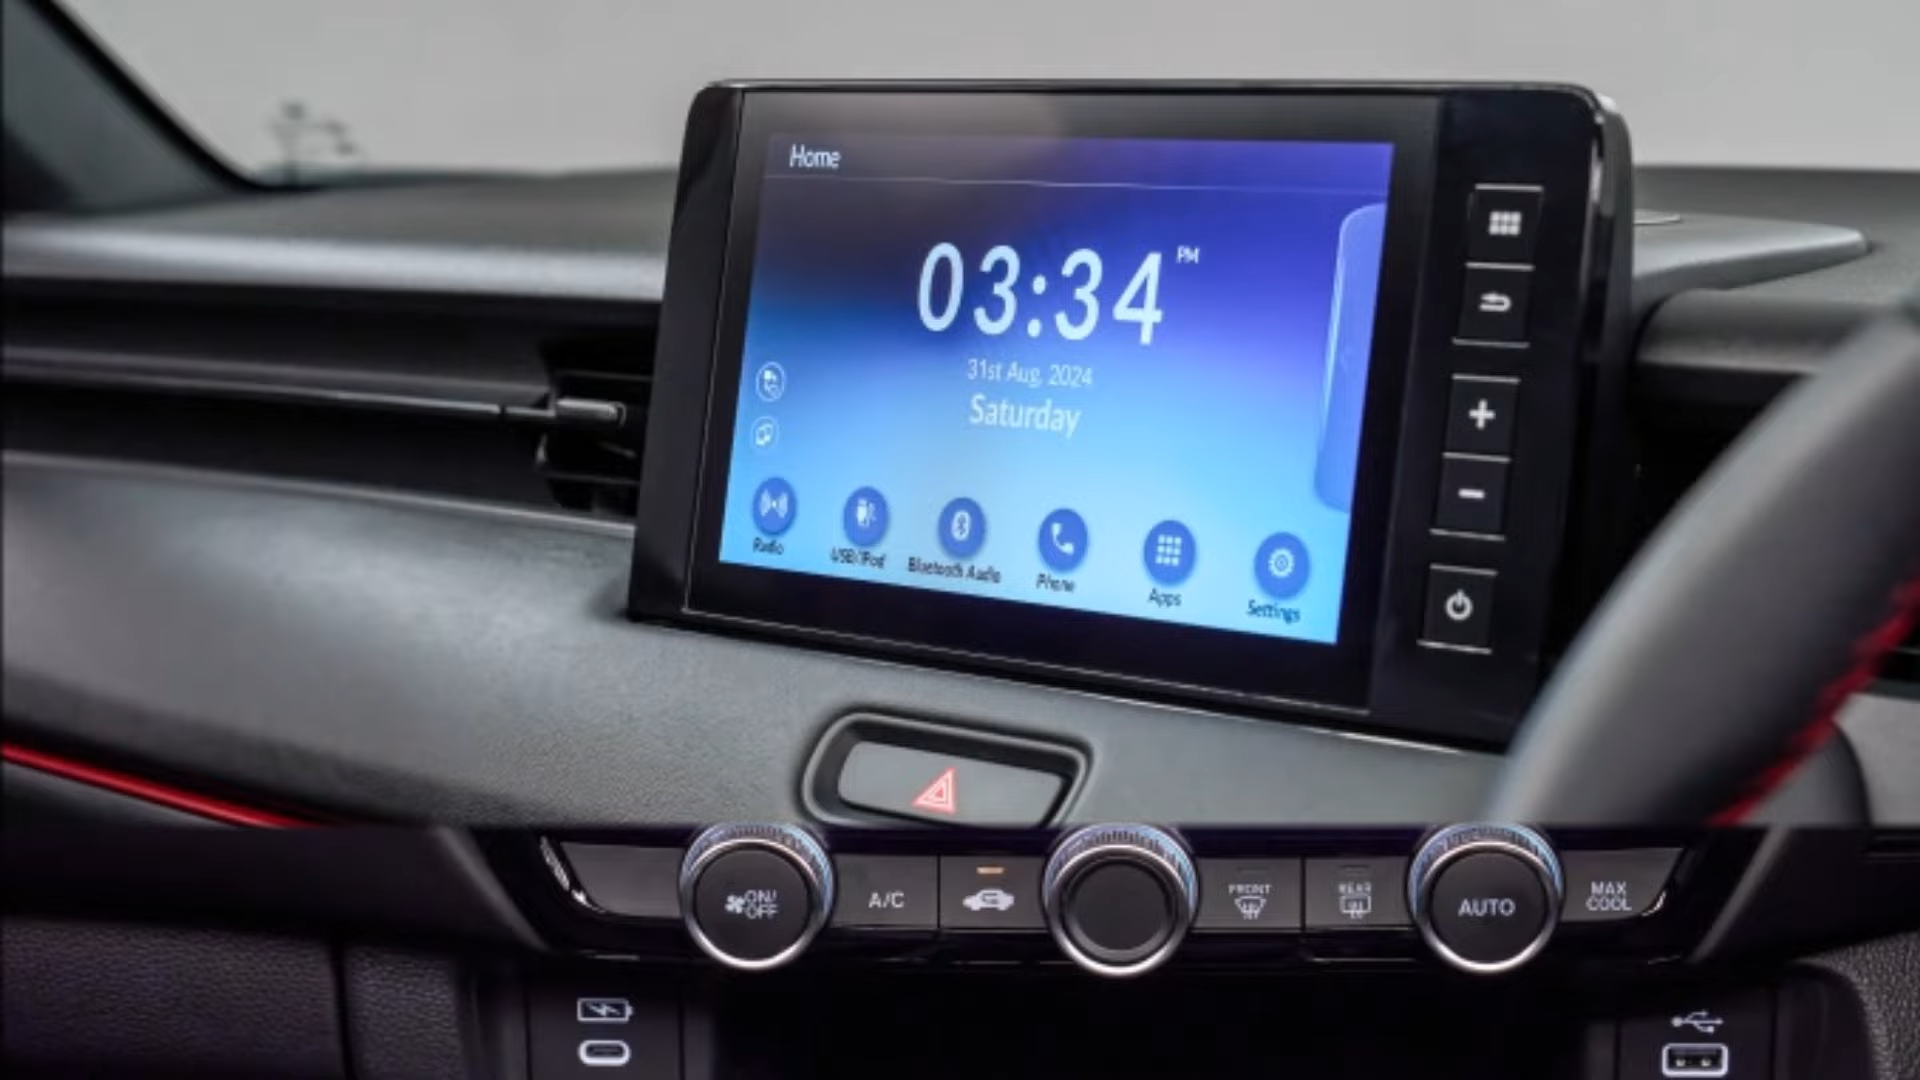 Home
03:34 PM
31st Aug, 2024
Saturday
Radio
USB/iPod
Bluetooth Audio
Phone
Apps
Settings
ON/
OFF
A/C
FRONT
REAR
AUTO
MAX
COOL